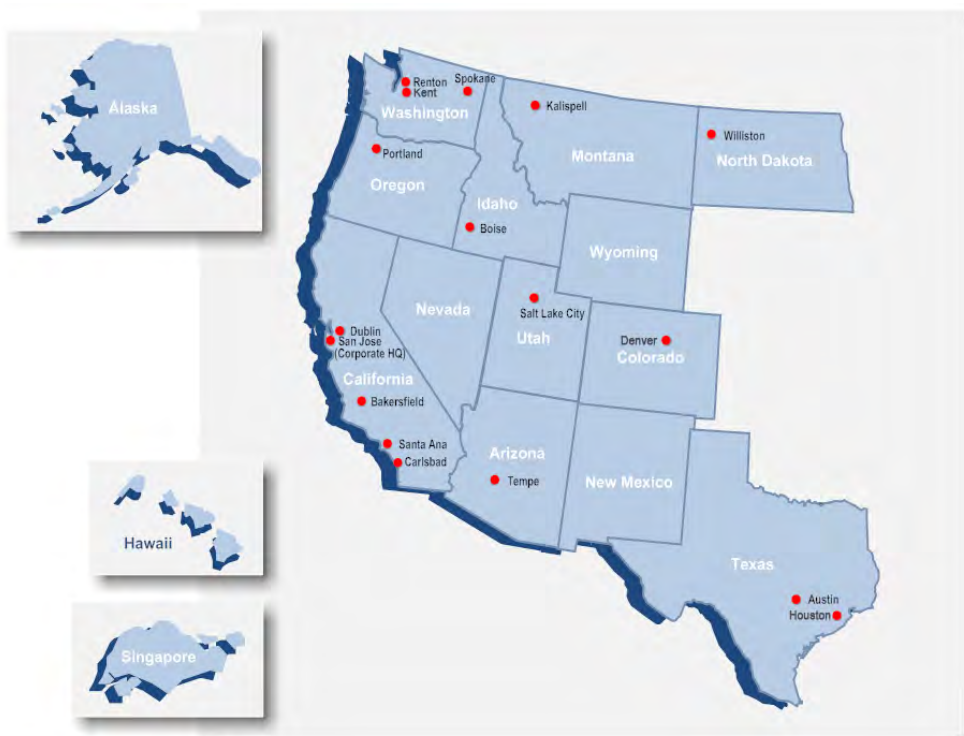 Alaska
Renton
Spokane
Kent
Washington
Kalispell
Williston
Portland
Montana
North Dakota
Oregon
Idaho
Boise
Wyoming
Nevada
Salt Lake City
Utah
Dublin
San Jose
(Corporate HQ)
Denver
Colorado
California
Bakersfield
Santa Ana
Carlsbad
Arizona
Tempe
New Mexico
Hawaii
Texas
Austin
Houston
Singapore